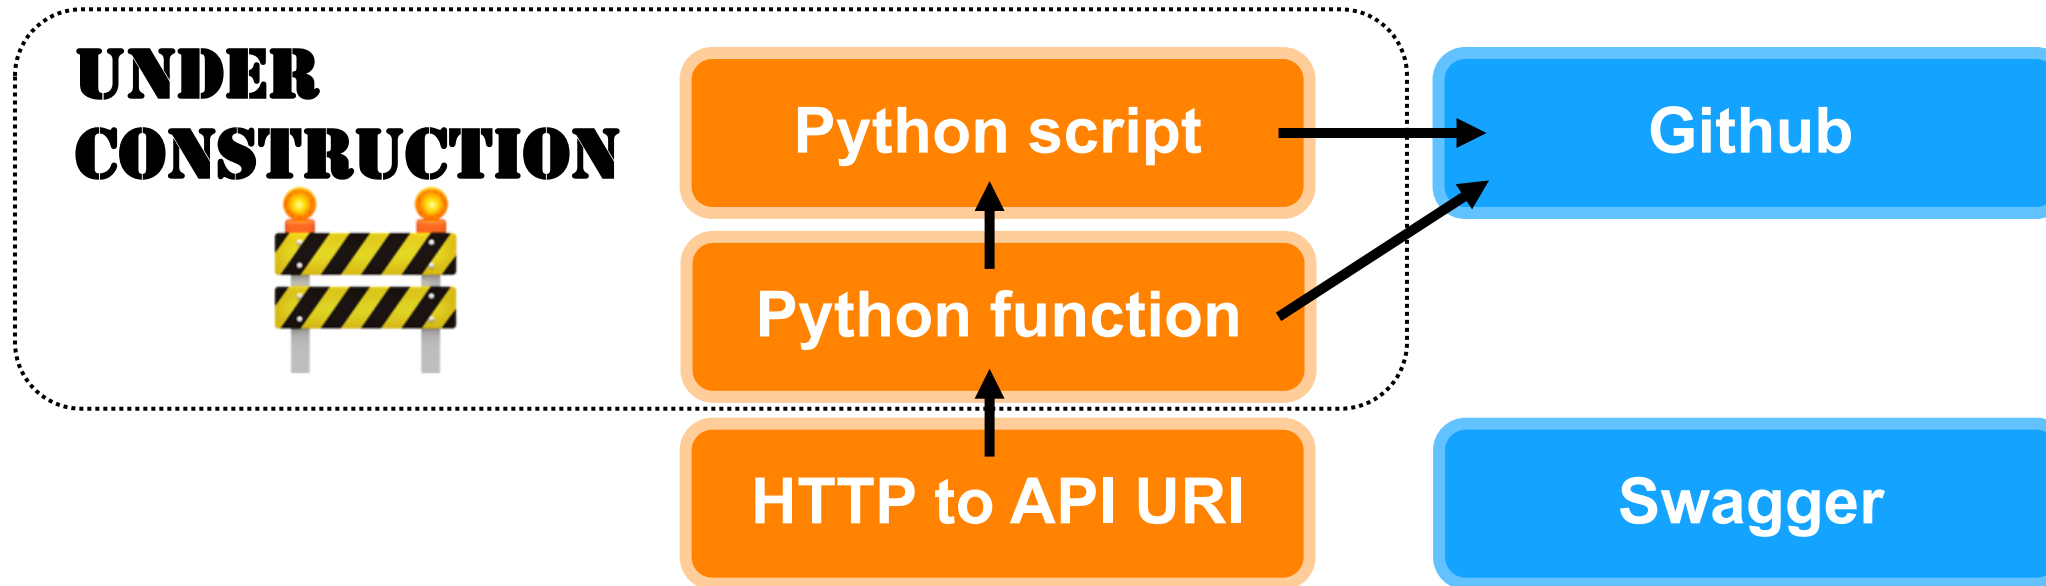 UNDER
CONSTRUCTION
Python script
Github
Python function
HTTP to API URI
Swagger